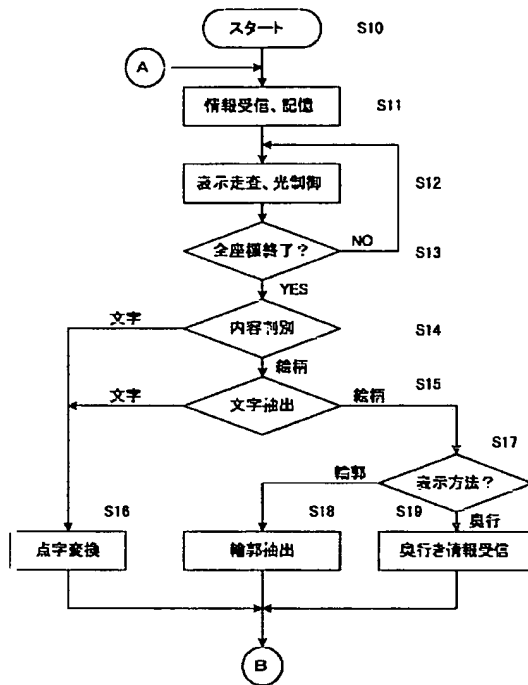 スタート S10
A
情報受信、記憶 S11
表示走査、光制御 S12
全座標終了? NO S13
YES
文字 内容判別 S14
絵柄
文字 文字抽出 絵柄 S15
S17
輪郭 表示方法?
S16 S18 S19 奥行
点字変換 輪郭抽出 奥行き情報受信
B